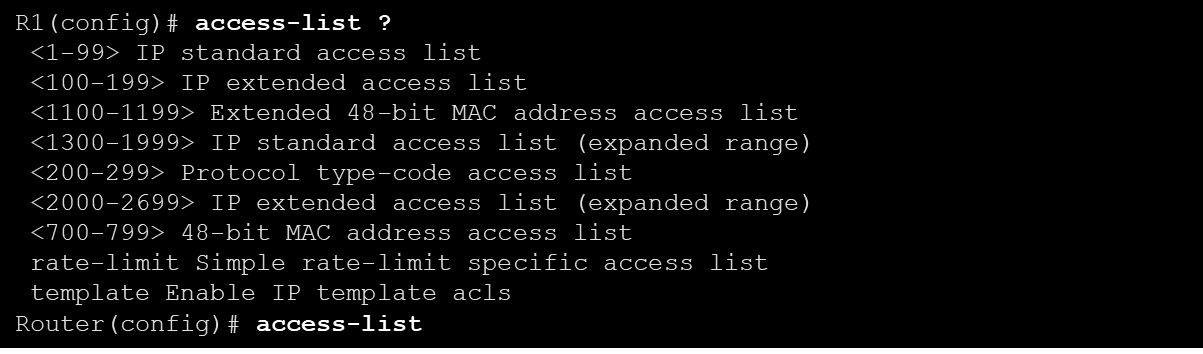 R1(config)# access-list ?
<1-99> IP standard access list
<100-199> IP extended access list
<1100-1199> Extended 48-bit MAC address access list
<1300-1999> IP standard access list (expanded range)
<200-299> Protocol type-code access list
<2000-2699> IP extended access list (expanded range)
<700-799> 48-bit MAC address access list
rate-limit Simple rate-limit specific access list
template Enable IP template acls
Router(config)# access-list